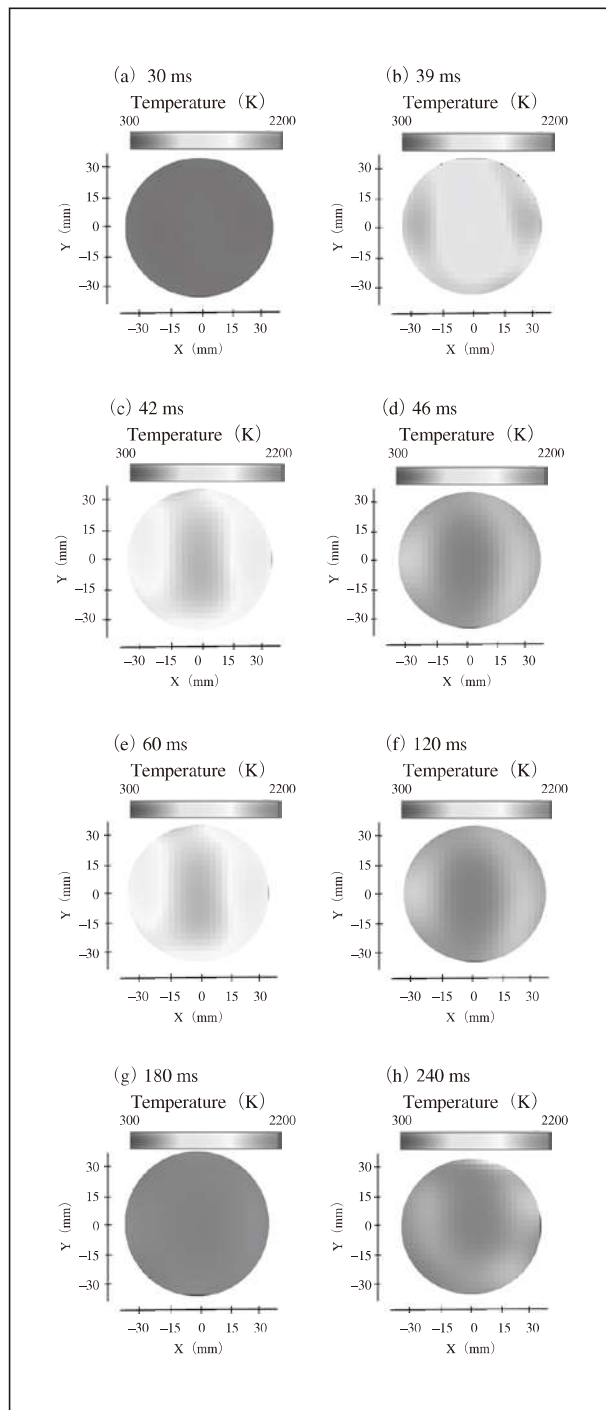 (a) 30 ms
Temperature (K)
300 2200
30
15
0
−15
−30
Y (mm)
−30 −15 0 15 30
X (mm)
(b) 39 ms
Temperature (K)
300 2200
30
15
0
−15
−30
Y (mm)
−30 −15 0 15 30
X (mm)
(c) 42 ms
Temperature (K)
300 2200
30
15
0
−15
−30
Y (mm)
−30 −15 0 15 30
X (mm)
(d) 46 ms
Temperature (K)
300 2200
30
15
0
−15
−30
Y (mm)
−30 −15 0 15 30
X (mm)
(e) 60 ms
Temperature (K)
300 2200
30
15
0
−15
−30
Y (mm)
−30 −15 0 15 30
X (mm)
(f) 120 ms
Temperature (K)
300 2200
30
15
0
−15
−30
Y (mm)
−30 −15 0 15 30
X (mm)
(g) 180 ms
Temperature (K)
300 2200
30
15
0
−15
−30
Y (mm)
−30 −15 0 15 30
X (mm)
(h) 240 ms
Temperature (K)
300 2200
30
15
0
−15
−30
Y (mm)
−30 −15 0 15 30
X (mm)